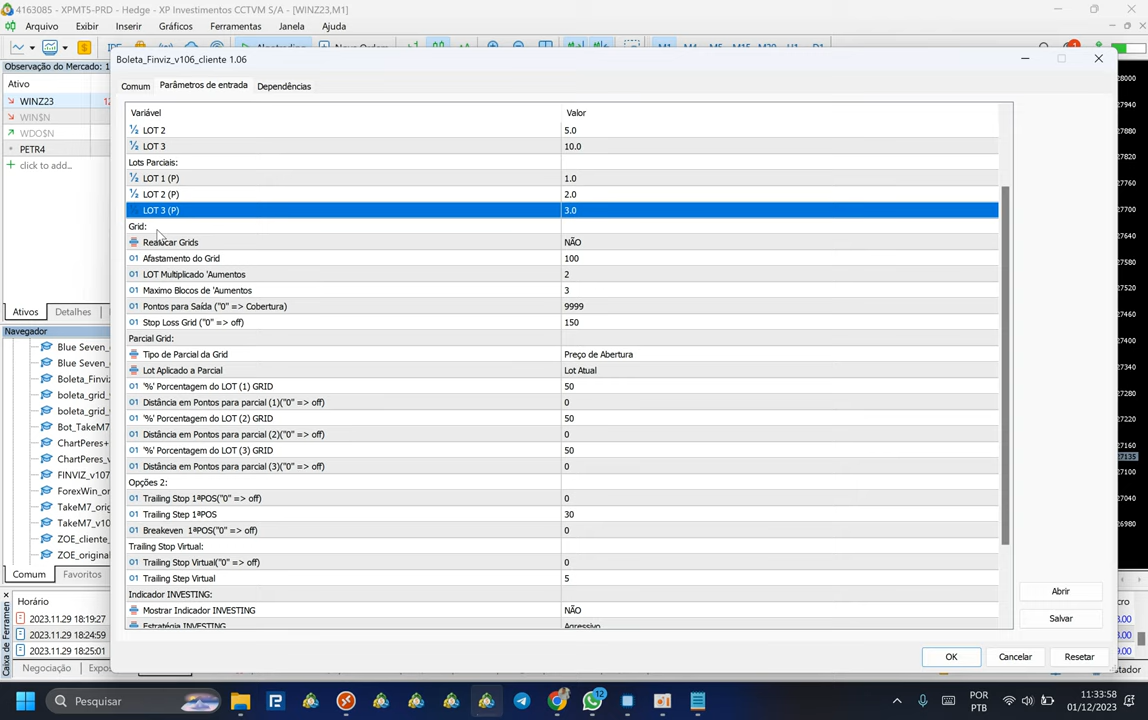 4163085 - XPMT5-PRD - Hedge - XP Investimentos CCTVM S/A - [WINZ23,M1]
Arquivo Exibir Inserir Gráficos Ferramentas Janela Ajuda
Observação do Mercado: 1
Ativo
WINZ23
WIN$N
WDO$N
PETR4
click to add...
Ativos Detalhes
Navegador
Blue Seven_
Blue Seven_
Boleta_Finviz
boleta_grid_
boleta_grid_
Bot_TakeM7
ChartPeres+
ChartPeres_v
FINVIZ_v107
ForexWin_or
TakeM7_orig
TakeM7_v10
ZOE_cliente_
ZOE_original
Comum Favoritos
Horário
2023.11.29 18:19:27
2023.11.29 18:24:59
2023.11.29 18:25:01
Negociação Expos
Caixa de Ferramen
Boleta_Finviz_v106_cliente 1.06
Comum Parâmetros de entrada Dependências
Variável Valor
LOT 2 5.0
LOT 3 10.0
Lots Parciais:
LOT 1 (P) 1.0
LOT 2 (P) 2.0
LOT 3 (P) 3.0
Grid:
Realocar Grids NÃO
Afastamento do Grid 100
LOT Multiplicado 'Aumentos 2
Maximo Blocos de 'Aumentos 3
Pontos para Saída ("0" => Cobertura) 9999
Stop Loss Grid ("0" => off) 150
Parcial Grid:
Tipo de Parcial da Grid Preço de Abertura
Lot Aplicado a Parcial Lot Atual
'%' Porcentagem do LOT (1) GRID 50
Distância em Pontos para parcial (1)("0" => off) 0
'%' Porcentagem do LOT (2) GRID 50
Distância em Pontos para parcial (2)("0" => off) 0
'%' Porcentagem do LOT (3) GRID 50
Distância em Pontos para parcial (3)("0" => off) 0
Opções 2:
Trailing Stop 1ªPOS("0" => off) 0
Trailing Step 1ªPOS 30
Breakeven 1ªPOS("0" => off) 0
Trailing Stop Virtual:
Trailing Stop Virtual("0" => off) 0
Trailing Step Virtual 5
Indicador INVESTING:
Mostrar Indicador INVESTING NÃO
Estratégia INVESTING Agressivo
Abrir
Salvar
OK Cancelar Resetar
Pesquisar
12
POR
PTB
11:33:58
01/12/2023